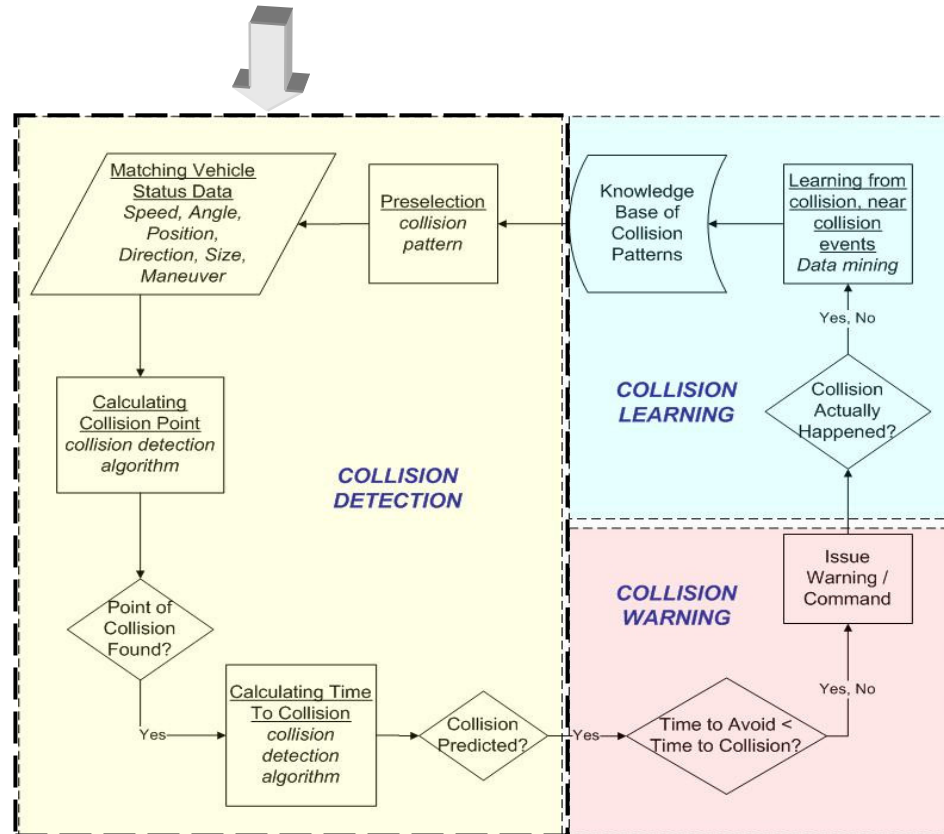 Matching Vehicle
Status Data
Speed, Angle,
Position,
Direction, Size,
Maneuver
Preselection
collision
pattern
Knowledge
Base of
Collision
Patterns
Learning from
collision, near
collision
events
Data mining
Yes, No
COLLISION
LEARNING
Collision
Actually
Happened?
Calculating
Collision Point
collision detection
algorithm
COLLISION
DETECTION
Issue
Warning /
Command
COLLISION
WARNING
Point of
Collision
Found?
Yes
Calculating Time
To Collision
collision
detection
algorithm
Collision
Predicted?
Yes
Time to Avoid <
Time to Collision?
Yes, No